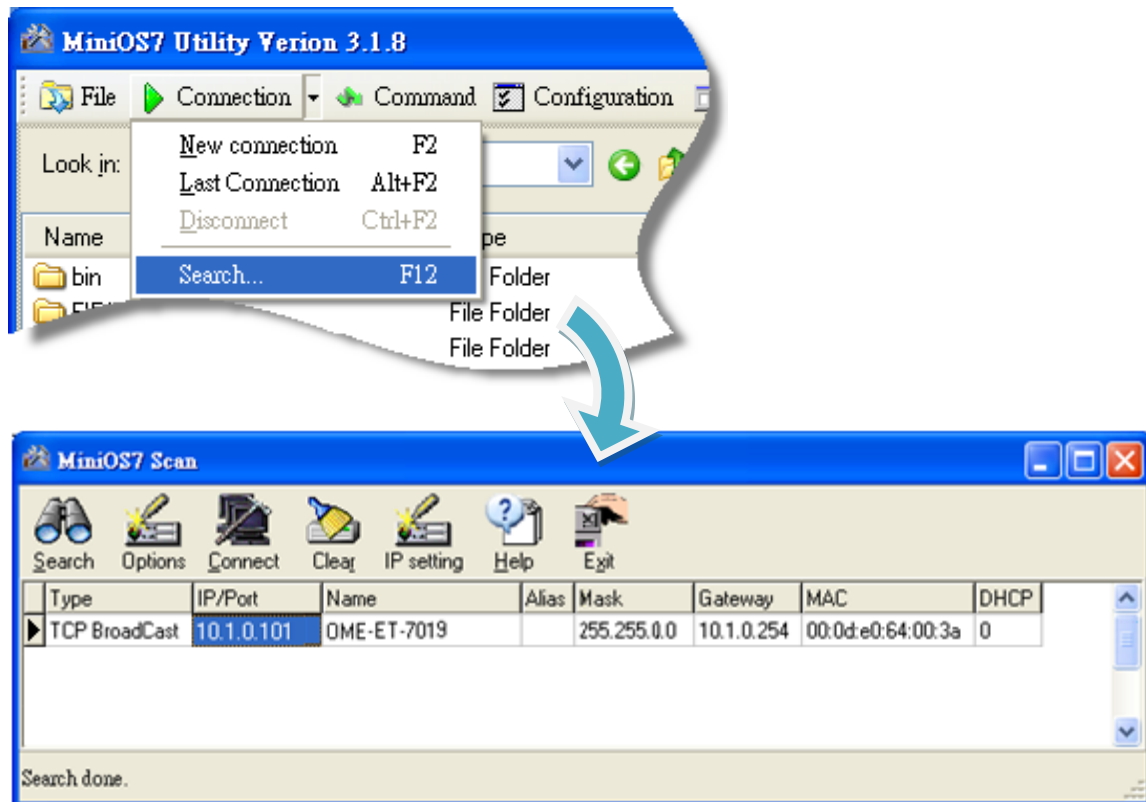 MiniOS7 Utility Verion 3.1.8
File Connection Command Configuration
Look in:
New connection F2
Last Connection Alt+F2
Disconnect Ctrl+F2
Search... F12
Name pe
bin Folder
File Folder
File Folder
MiniOS7 Scan
Search Options Connect Clear IP setting Help Exit
Type IP/Port Name Alias Mask Gateway MAC DHCP
TCP BroadCast 10.1.0.101 OME-ET-7019 255.255.0.0 10.1.0.254 00:0d:e0:64:00:3a 0
Search done.